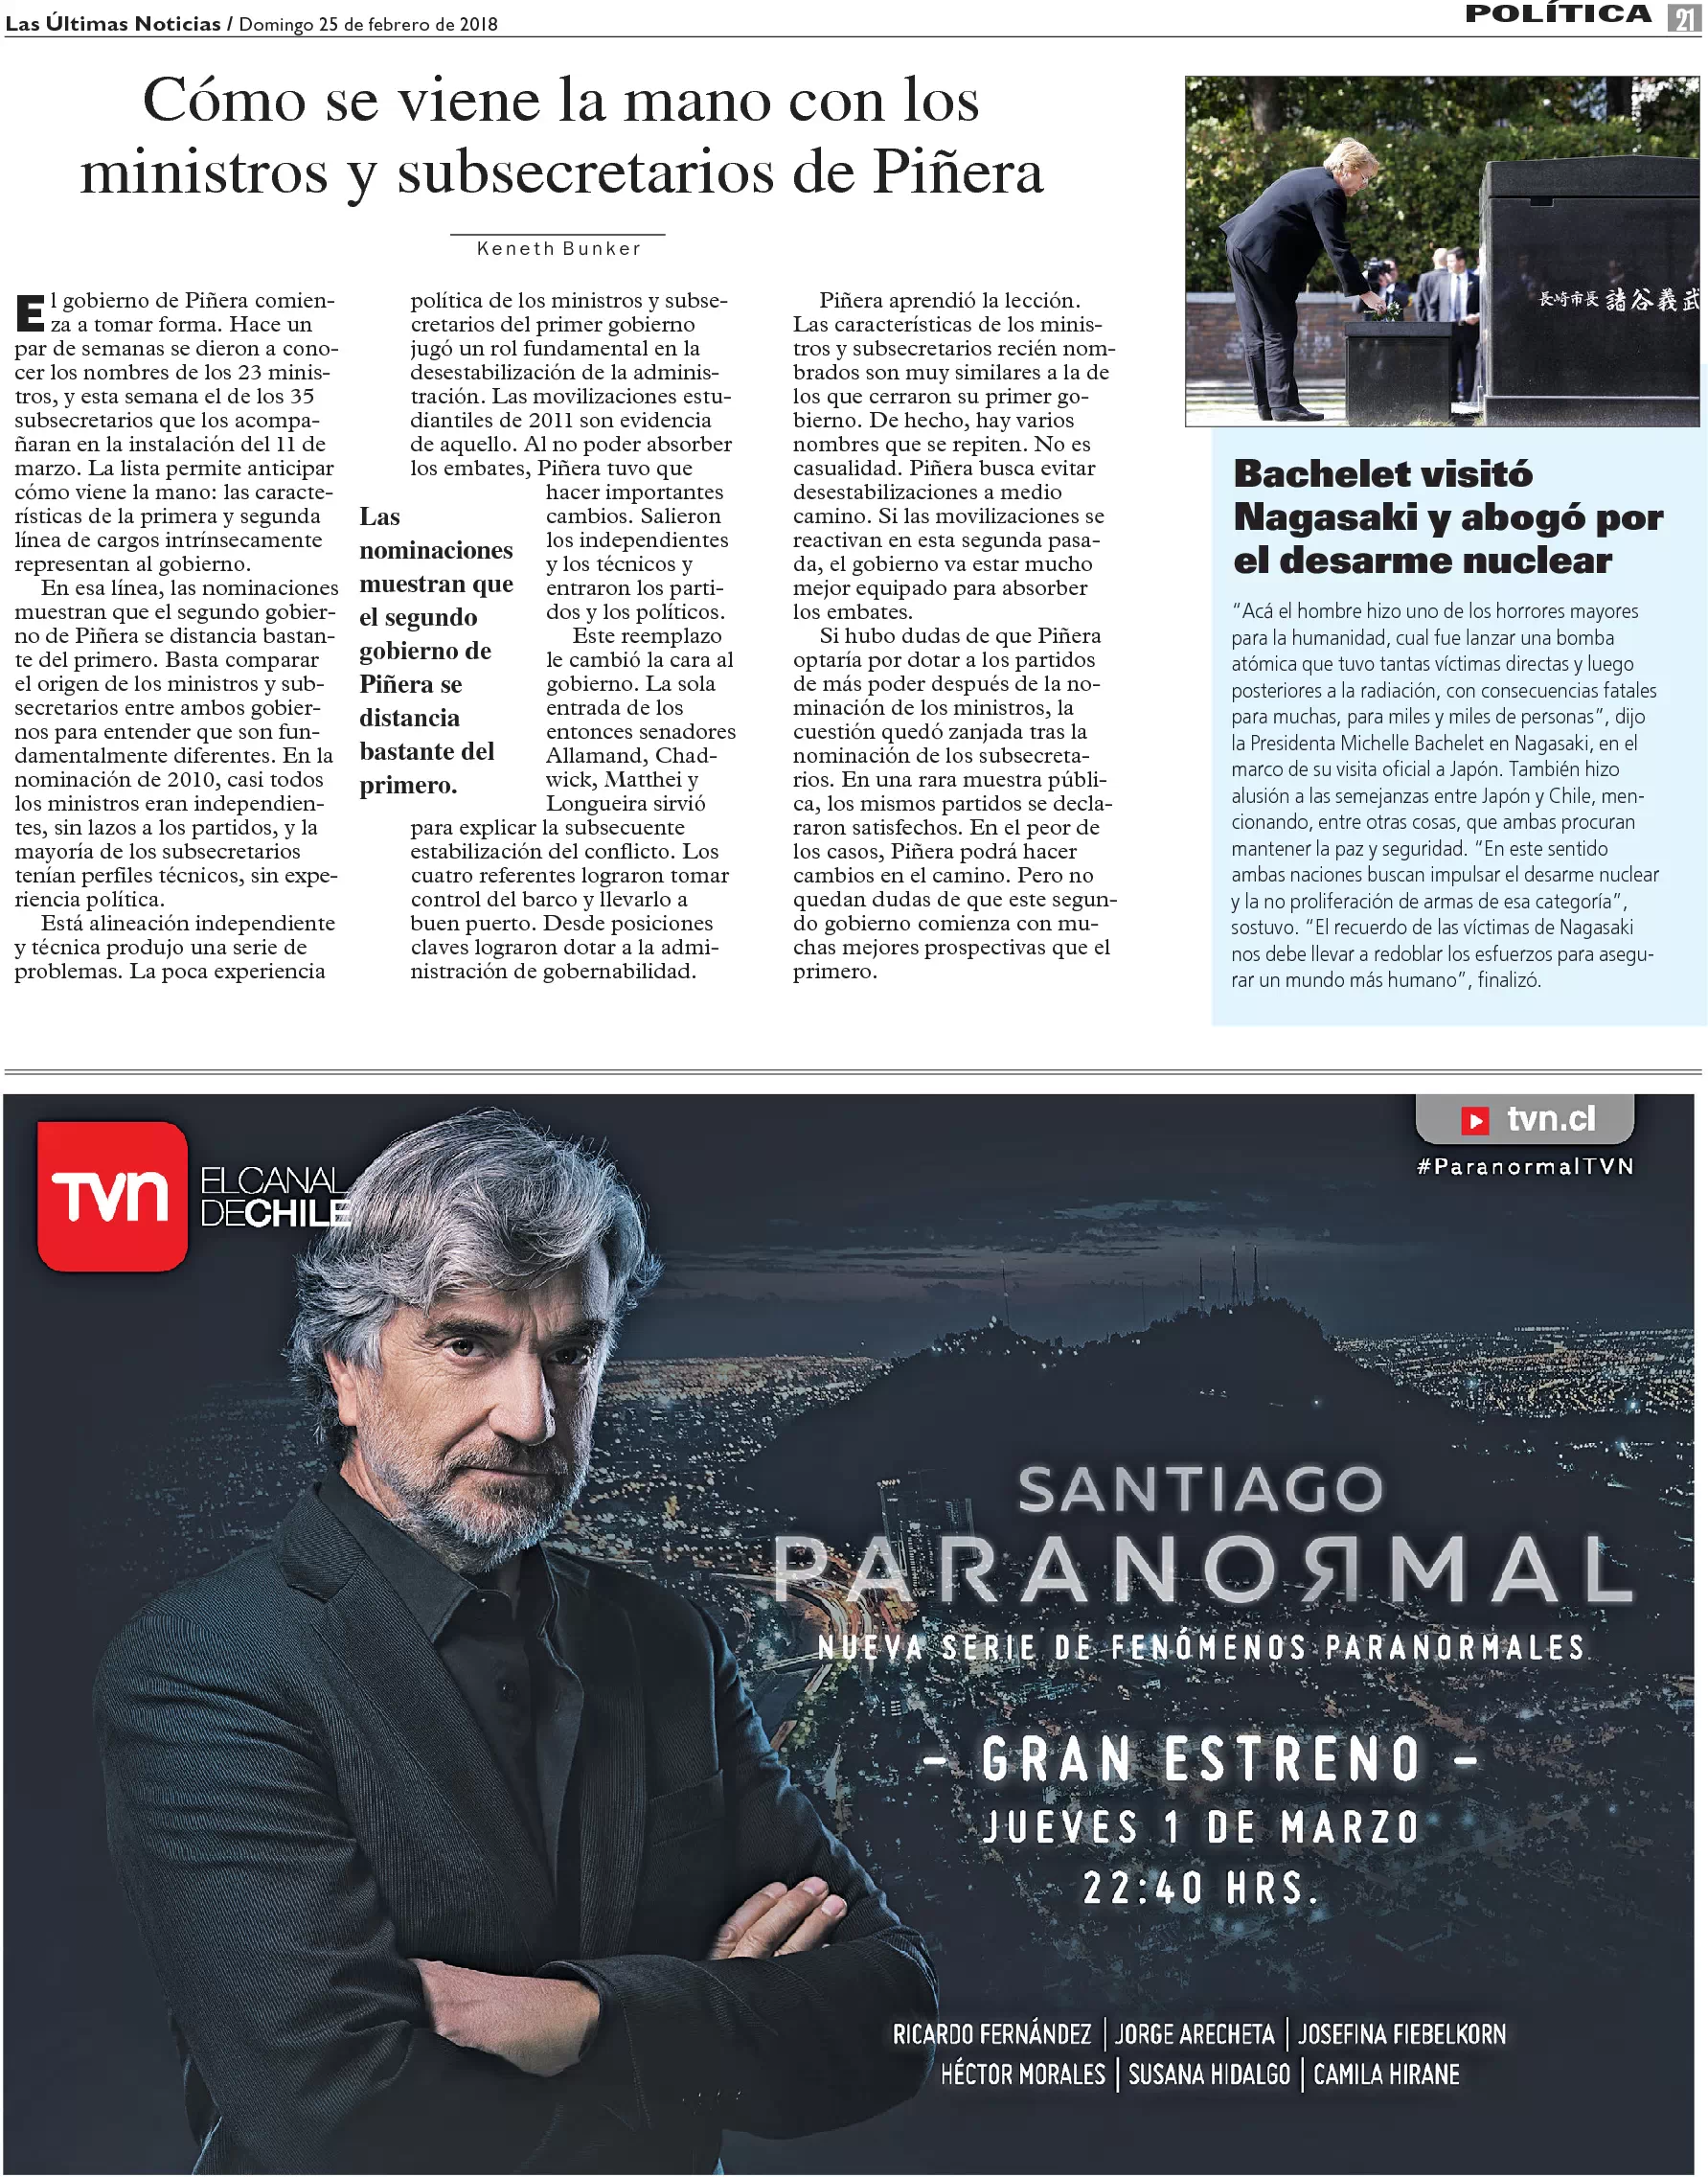 Las Últimas Noticias / Domingo 25 de febrero de 2018
POLÍTICA 21
Cómo se viene la mano con los
ministros y subsecretarios de Piñera
Keneth Bunker
El gobierno de Piñera comien-
za a tomar forma. Hace un
par de semanas se dieron a cono-
cer los nombres de los 23 minis-
tros, y esta semana el de los 35
subsecretarios que los acompa-
ñaran en la instalación del 11 de
marzo. La lista permite anticipar
cómo viene la mano: las caracte-
rísticas de la primera y segunda
línea de cargos intrínsecamente
representan al gobierno.
En esa línea, las nominaciones
muestran que el segundo gobier-
no de Piñera se distancia bastan-
te del primero. Basta comparar
el origen de los ministros y sub-
secretarios entre ambos gobier-
nos para entender que son fun-
damentalmente diferentes. En la
nominación de 2010, casi todos
los ministros eran independien-
tes, sin lazos a los partidos, y la
mayoría de los subsecretarios
tenían perfiles técnicos, sin expe-
riencia política.
Está alineación independiente
y técnica produjo una serie de
problemas. La poca experiencia
política de los ministros y subse-
cretarios del primer gobierno
jugó un rol fundamental en la
desestabilización de la adminis-
tración. Las movilizaciones estu-
diantiles de 2011 son evidencia
de aquello. Al no poder absorber
los embates, Piñera tuvo que
hacer importantes
cambios. Salieron
los independientes
y los técnicos y
entraron los parti-
dos y los políticos.
Este reemplazo
le cambió la cara al
gobierno. La sola
entrada de los
entonces senadores
Allamand, Chad-
wick, Matthei y
Longueira sirvió
para explicar la subsecuente
estabilización del conflicto. Los
cuatro referentes lograron tomar
control del barco y llevarlo a
buen puerto. Desde posiciones
claves lograron dotar a la admi-
nistración de gobernabilidad.
Las
nominaciones
muestran que
el segundo
gobierno de
Piñera se
distancia
bastante del
primero.
Piñera aprendió la lección.
Las características de los minis-
tros y subsecretarios recién nom-
brados son muy similares a la de
los que cerraron su primer go-
bierno. De hecho, hay varios
nombres que se repiten. No es
casualidad. Piñera busca evitar
desestabilizaciones a medio
camino. Si las movilizaciones se
reactivan en esta segunda pasa-
da, el gobierno va estar mucho
mejor equipado para absorber
los embates.
Si hubo dudas de que Piñera
optaría por dotar a los partidos
de más poder después de la no-
minación de los ministros, la
cuestión quedó zanjada tras la
nominación de los subsecreta-
rios. En una rara muestra públi-
ca, los mismos partidos se decla-
raron satisfechos. En el peor de
los casos, Piñera podrá hacer
cambios en el camino. Pero no
quedan dudas de que este segun-
do gobierno comienza con mu-
chas mejores prospectivas que el
primero.
長崎市長 諸谷義武
Bachelet visitó
Nagasaki y abogó por
el desarme nuclear
“Acá el hombre hizo uno de los horrores mayores
para la humanidad, cual fue lanzar una bomba
atómica que tuvo tantas víctimas directas y luego
posteriores a la radiación, con consecuencias fatales
para muchas, para miles y miles de personas”, dijo
la Presidenta Michelle Bachelet en Nagasaki, en el
marco de su visita oficial a Japón. También hizo
alusión a las semejanzas entre Japón y Chile, men-
cionando, entre otras cosas, que ambas procuran
mantener la paz y seguridad. “En este sentido
ambas naciones buscan impulsar el desarme nuclear
y la no proliferación de armas de esa categoría”,
sostuvo. “El recuerdo de las víctimas de Nagasaki
nos debe llevar a redoblar los esfuerzos para asegu-
rar un mundo más humano”, finalizó.
TVN EL CANAL
DE CHILE
tvn.cl
#ParanormalTVN
SANTIAGO
PARANORMAL
NUEVA SERIE DE FENÓMENOS PARANORMALES
- GRAN ESTRENO -
JUEVES 1 DE MARZO
22:40 HRS.
RICARDO FERNÁNDEZ | JORGE ARECHETA | JOSEFINA FIEBELKORN
HÉCTOR MORALES | SUSANA HIDALGO | CAMILA HIRANE